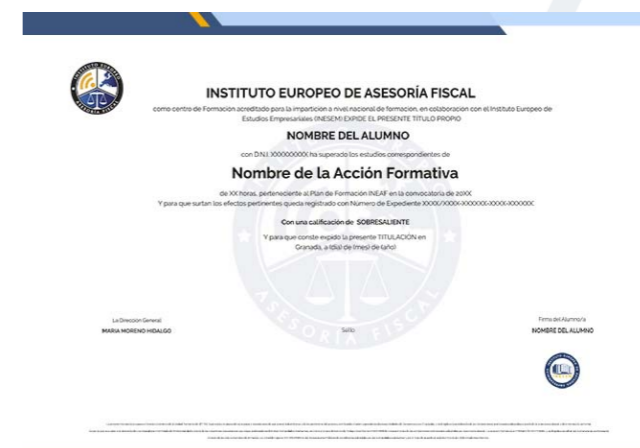 INSTITUTO EUROPEO DE ASESORÍA FISCAL
como centro de Formación acreditado para la impartición a nivel nacional de formación, en colaboración con el Instituto Europeo de
Estudios Empresariales (INESEM) EXPIDE EL PRESENTE TÍTULO PROPIO
NOMBRE DEL ALUMNO
con D.N.I. XXXXXXXXX ha superado los estudios correspondientes de
Nombre de la Acción Formativa
de XX horas, perteneciente al Plan de Formación INEAF en la convocatoria de 20XX
Y para que surtan los efectos pertinentes queda registrado con Número de Expediente XXXX/XXXX-XXXXXX-XXXX-XXXXXX
Con una calificación de SOBRESALIENTE
Y para que conste expido la presente TITULACIÓN en
Granada, a (día) de (mes) de (año)
ASESORÍA FISCAL
La Dirección General
MARIA MORENO HIDALGO
Sello
Firma del Alumno/a
NOMBRE DEL ALUMNO